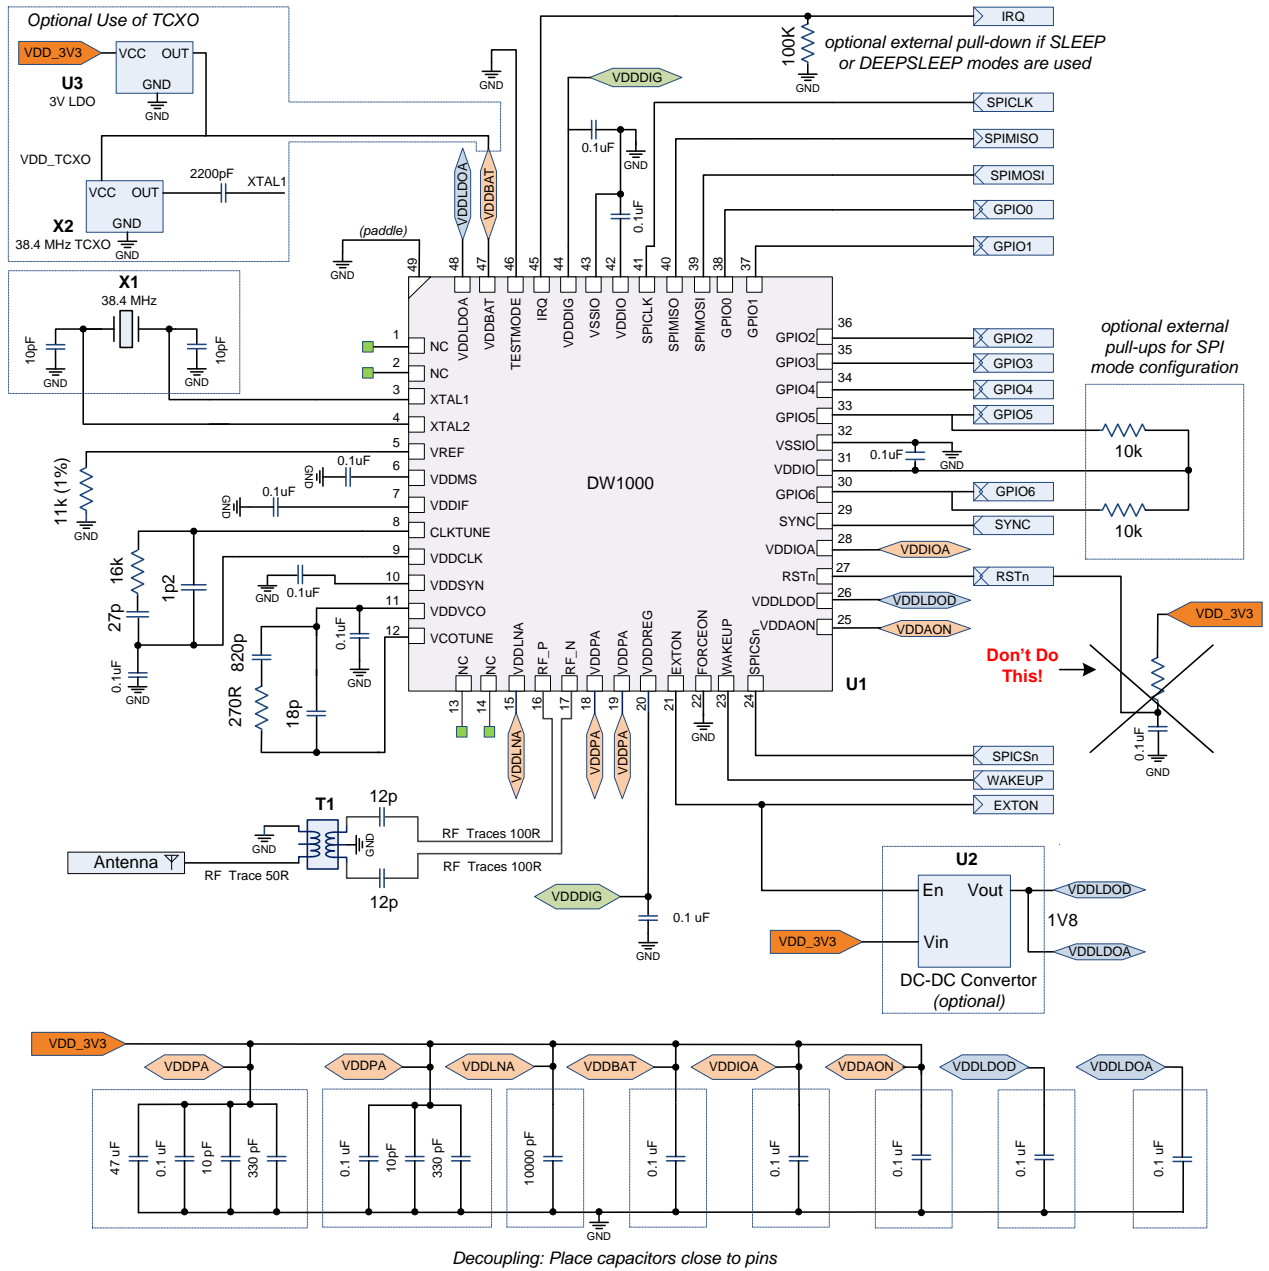 Optional Use of TCXO
VDD_3V3
VCC OUT
GND
U3
3V LDO
GND
VDD_TCXO
VCC OUT
GND
X2
38.4 MHz TCXO
GND
2200pF
XTAL1
X1
38.4 MHz
10pF
GND
10pF
GND
(paddle)
GND
49
VDDLDOA
VDDBAT
GND
VDDDIG
0.1uF
GND
0.1uF
100K
GND
optional external pull-down if SLEEP
or DEEPSLEEP modes are used
IRQ
SPICLK
SPIMISO
SPIMOSI
GPIO0
GPIO1
48 VDDLDOA
47 VDDBAT
46 TESTMODE
45 IRQ
44 VDDDIG
43 VSSIO
42 VDDIO
41 SPICLK
40 SPIMISO
39 SPIMOSI
38 GPIO0
37 GPIO1
1 NC
2 NC
3 XTAL1
4 XTAL2
5 VREF
6 VDDMS
7 VDDIF
8 CLKTUNE
9 VDDCLK
10 VDDSYN
11 VDDVCO
12 VCOTUNE
DW1000
U1
36 GPIO2
35 GPIO3
34 GPIO4
33 GPIO5
32 VSSIO
31 VDDIO
30 GPIO6
29 SYNC
28 VDDIOA
27 RSTn
26 VDDLDOD
25 VDDAON
13 NC
14 NC
15 VDDLNA
16 RF_P
17 RF_N
18 VDDPA
19 VDDPA
20 VDDREG
21 EXTON
22 FORCEON
23 WAKEUP
24 SPICSn
11k (1%)
GND
GND
0.1uF
GND
0.1uF
16k
27p
1p2
0.1uF
GND
GND
0.1uF
820p
270R
18p
0.1uF
GND
GPIO2
GPIO3
GPIO4
GPIO5
0.1uF
GND
GPIO6
SYNC
VDDIOA
RSTn
VDDLDOD
VDDAON
optional external
pull-ups for SPI
mode configuration
10k
10k
VDD_3V3
Don't Do
This!
0.1uF
GND
VDDLNA
VDDPA
VDDPA
GND
SPICSn
WAKEUP
EXTON
T1
12p
12p
GND
GND
Antenna
RF Trace 50R
RF Traces 100R
RF Traces 100R
VDDDIG
0.1 uF
GND
U2
En Vout
Vin
VDD_3V3
DC-DC Convertor
(optional)
VDDLDOD
1V8
VDDLDOA
VDD_3V3
VDDPA
VDDPA
VDDLNA
VDDBAT
VDDIOA
VDDAON
VDDLDOD
VDDLDOA
47 uF
0.1 uF
10 pF
330 pF
0.1 uF
10pF
330 pF
10000 pF
0.1 uF
0.1 uF
0.1 uF
0.1 uF
0.1 uF
GND
Decoupling: Place capacitors close to pins